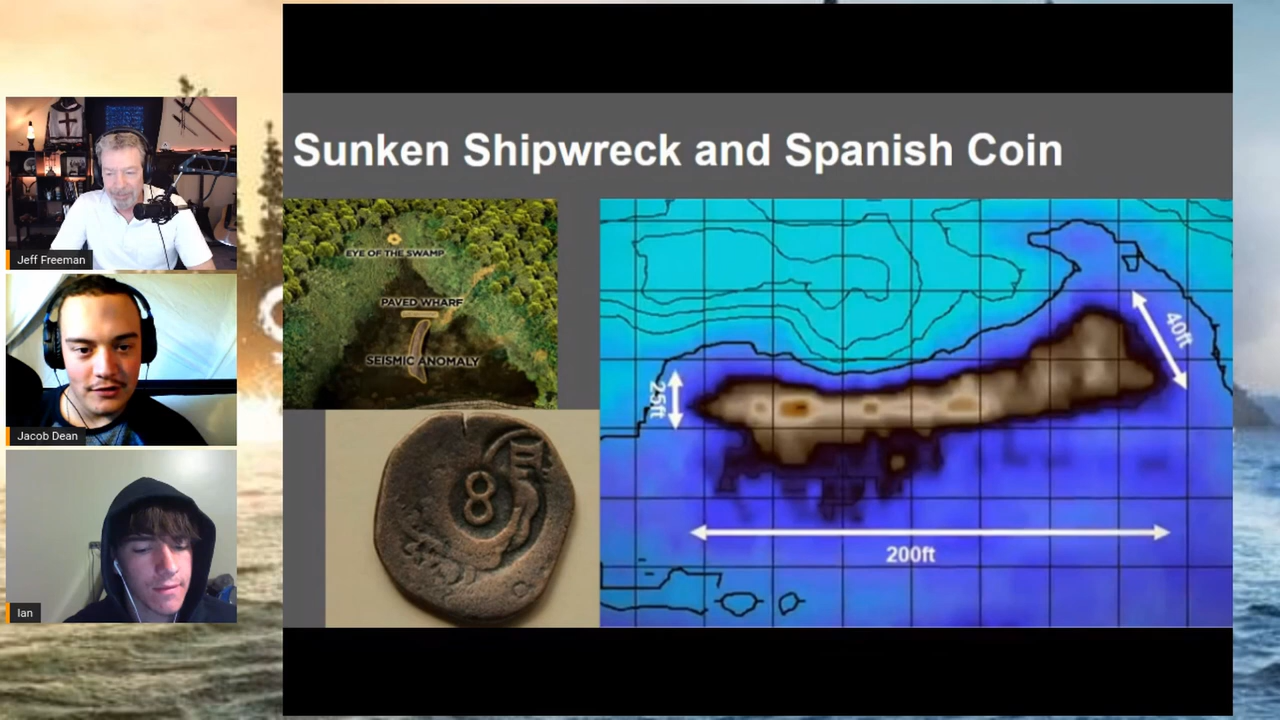 Jeff Freeman
Jacob Dean
Ian
Sunken Shipwreck and Spanish Coin
EYE OF THE SWAMP
PAVED WHARF
SEISMIC ANOMALY
8
25ft
40ft
200ft